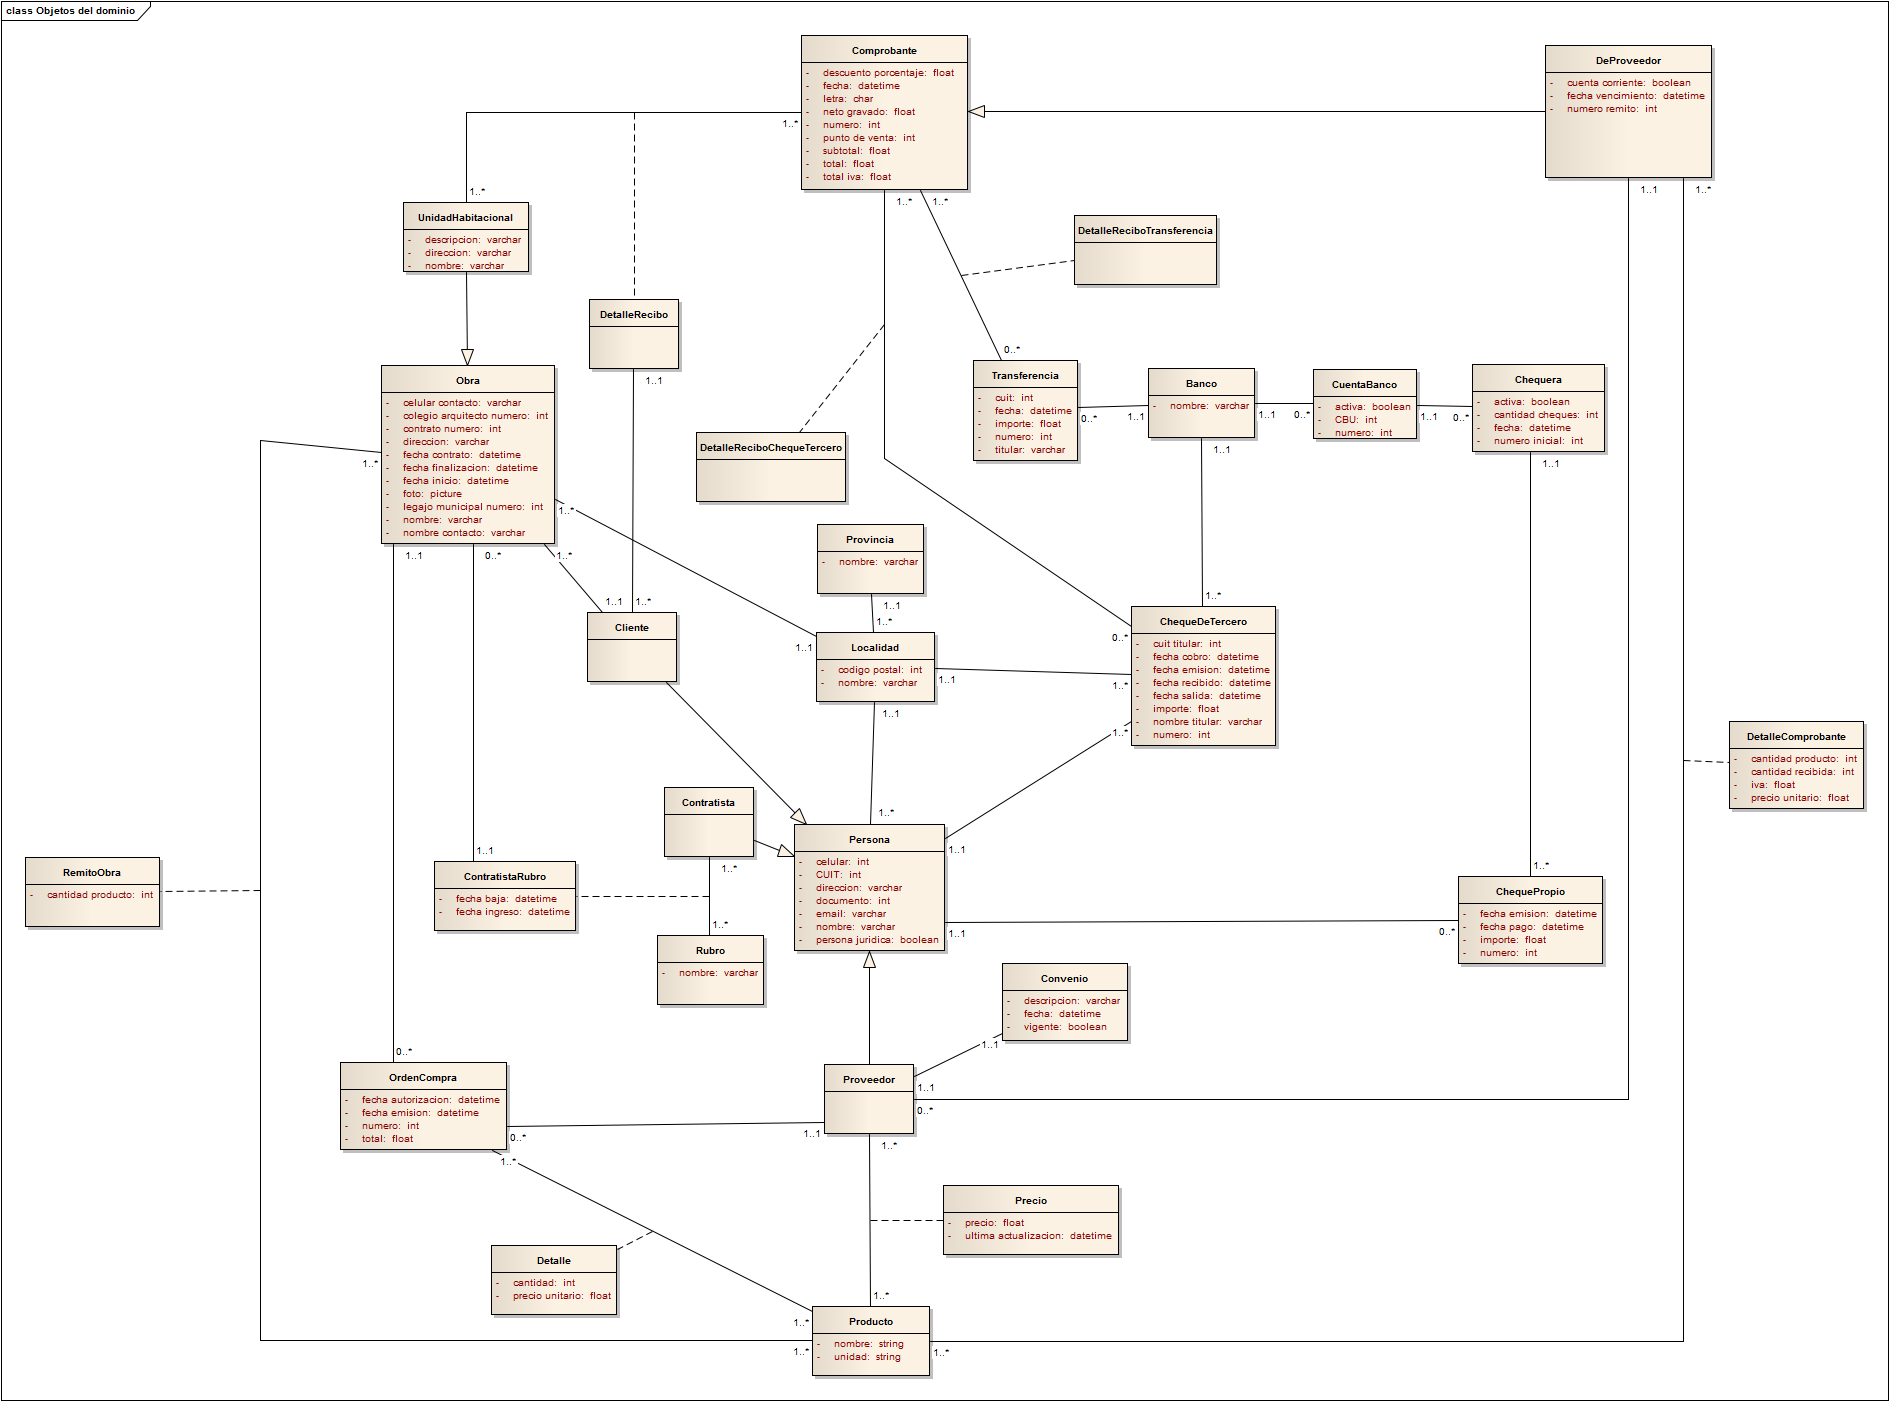 class Objetos del dominio
Comprobante
- descuento porcentaje: float
- fecha: datetime
- letra: char
- neto gravado: float
- numero: int
- punto de venta: int
- subtotal: float
- total: float
- total iva: float
DeProveedor
- cuenta corriente: boolean
- fecha vencimiento: datetime
- numero remito: int
1..*
1..*
1..*
1..*
1..1
1..*
UnidadHabitacional
- descripcion: varchar
- direccion: varchar
- nombre: varchar
DetalleReciboTransferencia
DetalleRecibo
1..1
0..*
Obra
- celular contacto: varchar
- colegio arquitecto numero: int
- contrato numero: int
- direccion: varchar
- fecha contrato: datetime
- fecha finalizacion: datetime
- fecha inicio: datetime
- foto: picture
- legajo municipal numero: int
- nombre: varchar
- nombre contacto: varchar
1..*
1..*
1..1
0..*
1..*
Transferencia
- cuit: int
- fecha: datetime
- importe: float
- numero: int
- titular: varchar
0..*
1..1
Banco
- nombre: varchar
1..1
0..*
1..1
CuentaBanco
- activa: boolean
- CBU: int
- numero: int
1..1
0..*
Chequera
- activa: boolean
- cantidad cheques: int
- fecha: datetime
- numero inicial: int
1..1
DetalleReciboChequeTercero
Provincia
- nombre: varchar
1..1
1..*
1..1
1..*
Cliente
Localidad
- codigo postal: int
- nombre: varchar
1..1
1..1
1..1
1..*
ChequeDeTercero
- cuit titular: int
- fecha cobro: datetime
- fecha emision: datetime
- fecha recibido: datetime
- fecha salida: datetime
- importe: float
- nombre titular: varchar
- numero: int
0..*
1..*
1..*
DetalleComprobante
- cantidad producto: int
- cantidad recibida: int
- iva: float
- precio unitario: float
Contratista
1..*
1..*
Persona
- celular: int
- CUIT: int
- direccion: varchar
- documento: int
- email: varchar
- nombre: varchar
- persona juridica: boolean
1..1
1..1
RemitoObra
- cantidad producto: int
1..1
ContratistaRubro
- fecha baja: datetime
- fecha ingreso: datetime
1..*
Rubro
- nombre: varchar
1..*
0..*
ChequePropio
- fecha emision: datetime
- fecha pago: datetime
- importe: float
- numero: int
Convenio
- descripcion: varchar
- fecha: datetime
- vigente: boolean
1..1
0..*
OrdenCompra
- fecha autorizacion: datetime
- fecha emision: datetime
- numero: int
- total: float
0..*
1..*
Proveedor
1..1
0..*
1..1
1..*
Precio
- precio: float
- ultima actualizacion: datetime
Detalle
- cantidad: int
- precio unitario: float
1..*
1..*
1..*
1..*
Producto
- nombre: string
- unidad: string